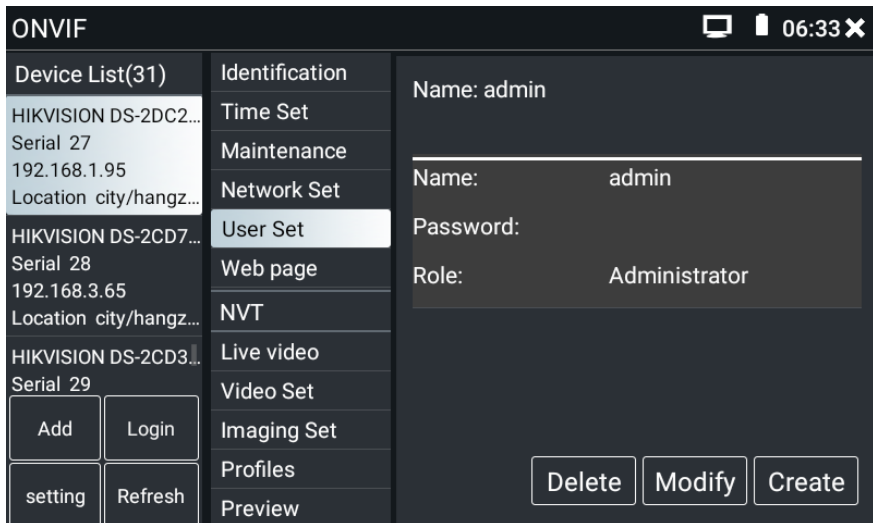 ONVIF
06:33
Device List(31)
HIKVISION DS-2DC2...
Serial 27
192.168.1.95
Location city/hangz...
HIKVISION DS-2CD7...
Serial 28
192.168.3.65
Location city/hangz...
HIKVISION DS-2CD3...
Serial 29
Add
Login
setting
Refresh
Identification
Time Set
Maintenance
Network Set
User Set
Web page
NVT
Live video
Video Set
Imaging Set
Profiles
Preview
Name: admin
Name: admin
Password:
Role: Administrator
Delete
Modify
Create